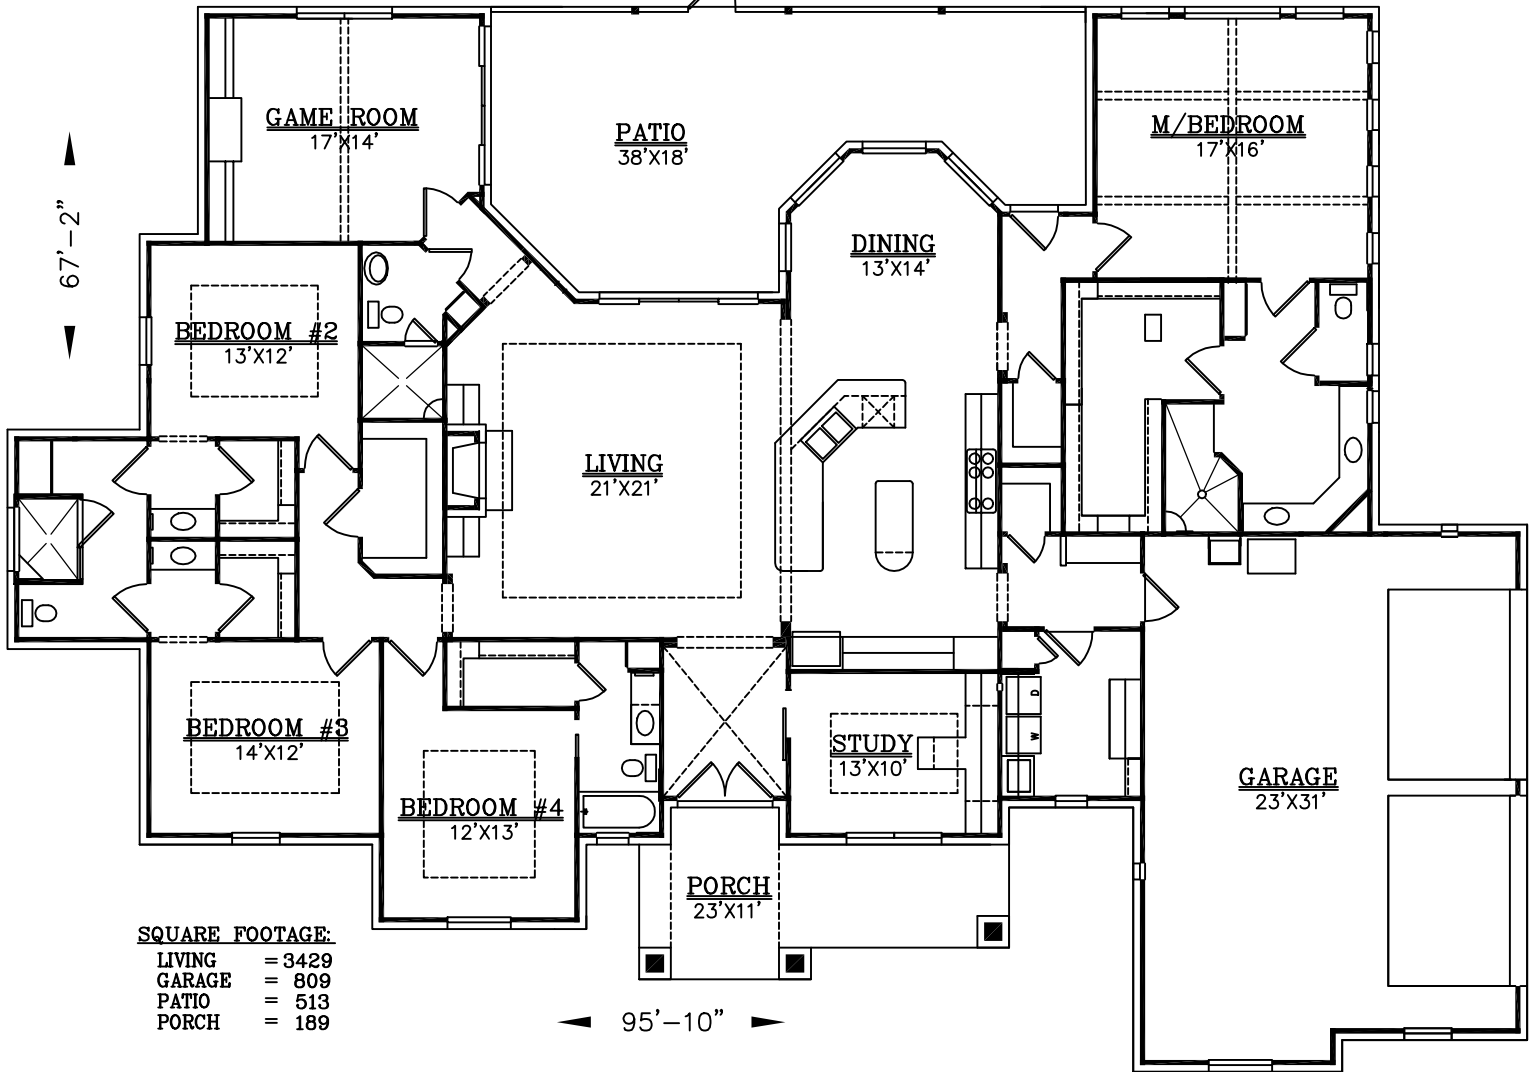 GAME ROOM
17'X14'
PATIO
38'X18'
M/BEDROOM
17'X16'
67'-2"
DINING
13'X14'
BEDROOM #2
13'X12'
LIVING
21'X21'
BEDROOM #3
14'X12'
BEDROOM #4
12'X13'
STUDY
13'X10'
D
W
GARAGE
23'X31'
PORCH
23'X11'
SQUARE FOOTAGE:
LIVING = 3429
GARAGE = 809
PATIO = 513
PORCH = 189
95'-10"